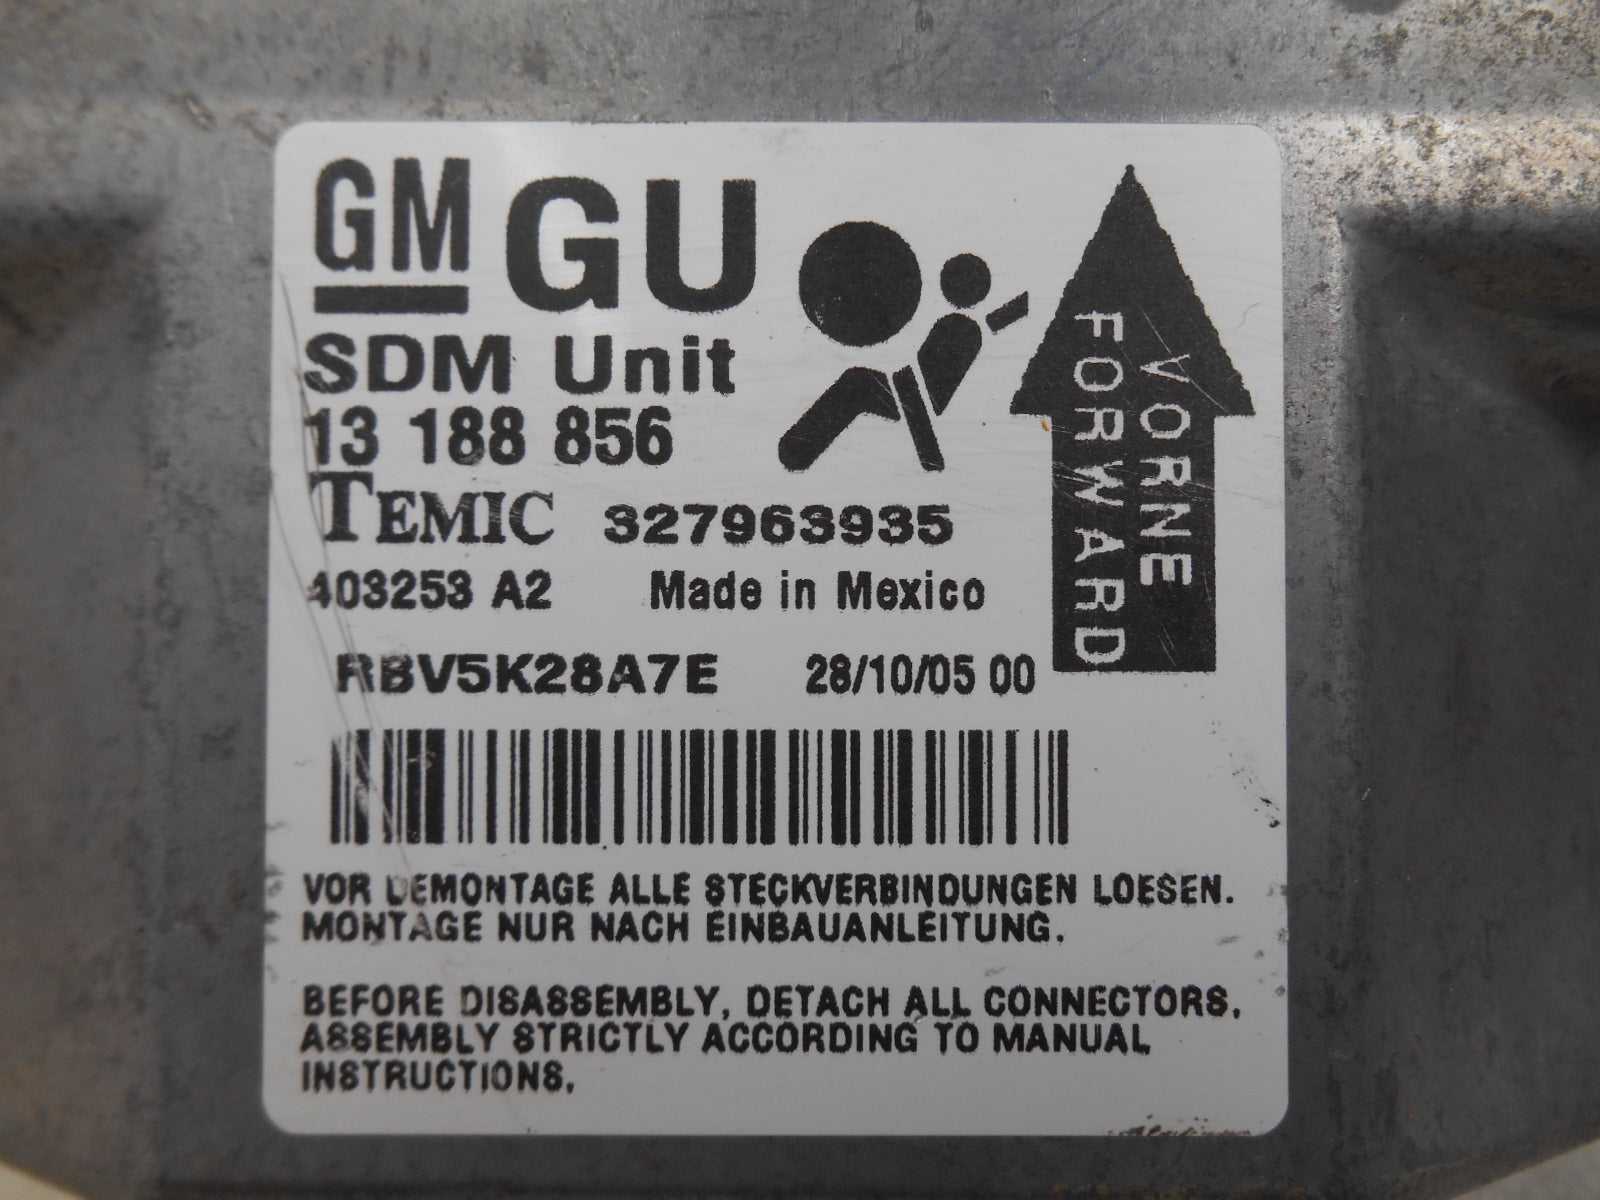 GM GU
SDM Unit
13 188 856
TEMIC 327963935
403253 A2 Made in Mexico
RBV5K28A7E 28/10/05 00
VORNE
FORWARD
VOR DEMONTAGE ALLE STECKVERBINDUNGEN LOESEN.
MONTAGE NUR NACH EINBAUANLEITUNG.
BEFORE DISASSEMBLY, DETACH ALL CONNECTORS,
ASSEMBLY STRICTLY ACCORDING TO MANUAL
INSTRUCTIONS,